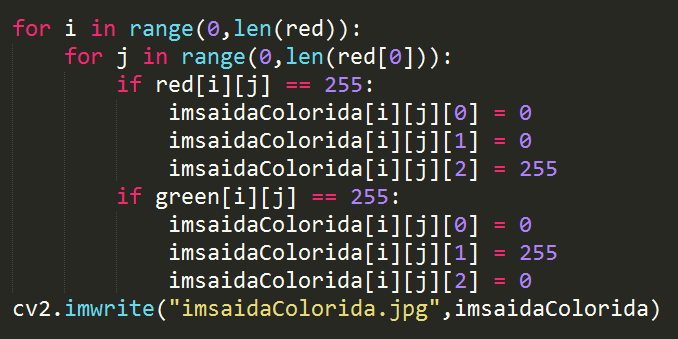 for i in range(0,len(red)):
    for j in range(0,len(red[0])):
        if red[i][j] == 255:
            imsaidaColorida[i][j][0] = 0
            imsaidaColorida[i][j][1] = 0
            imsaidaColorida[i][j][2] = 255
        if green[i][j] == 255:
            imsaidaColorida[i][j][0] = 0
            imsaidaColorida[i][j][1] = 255
            imsaidaColorida[i][j][2] = 0
cv2.imwrite("imsaidaColorida.jpg",imsaidaColorida)